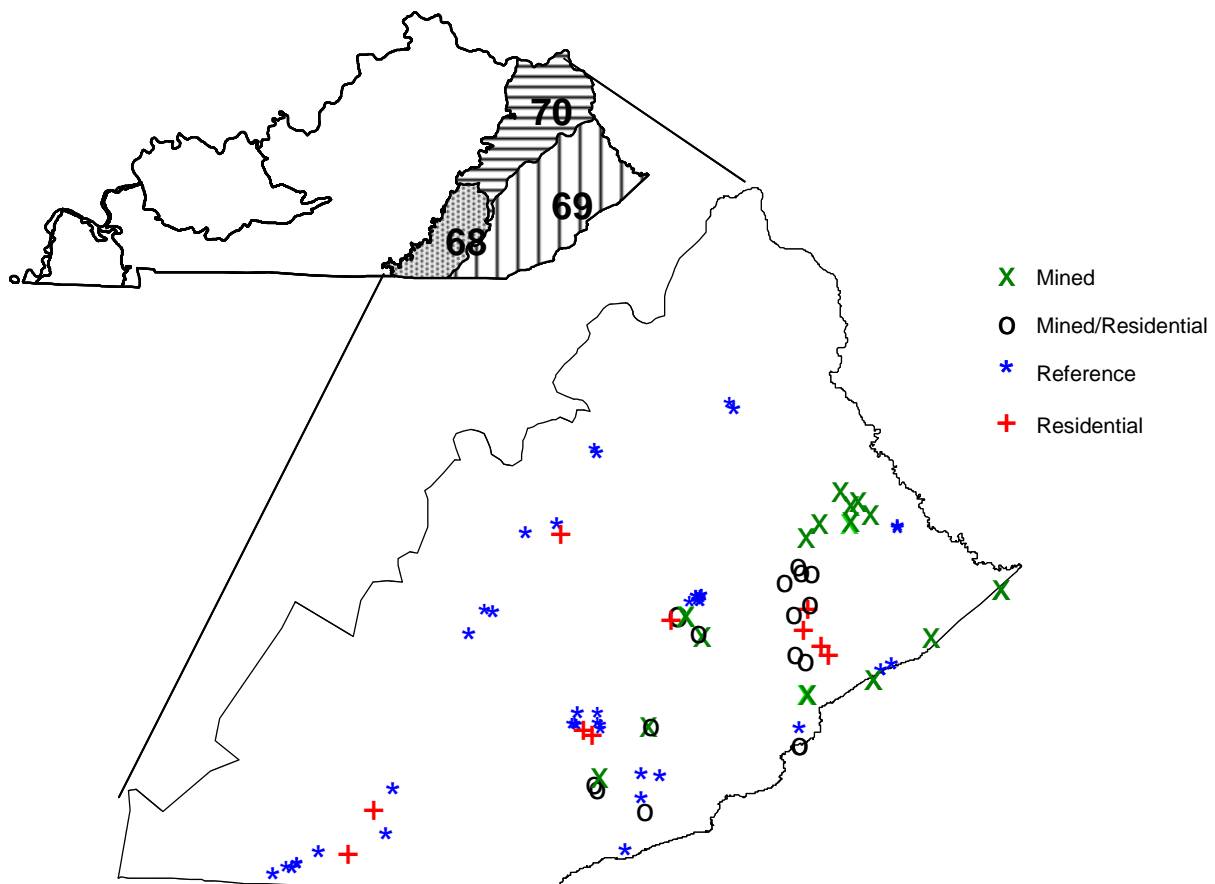 70
69
68
X Mined
O Mined/Residential
* Reference
+ Residential